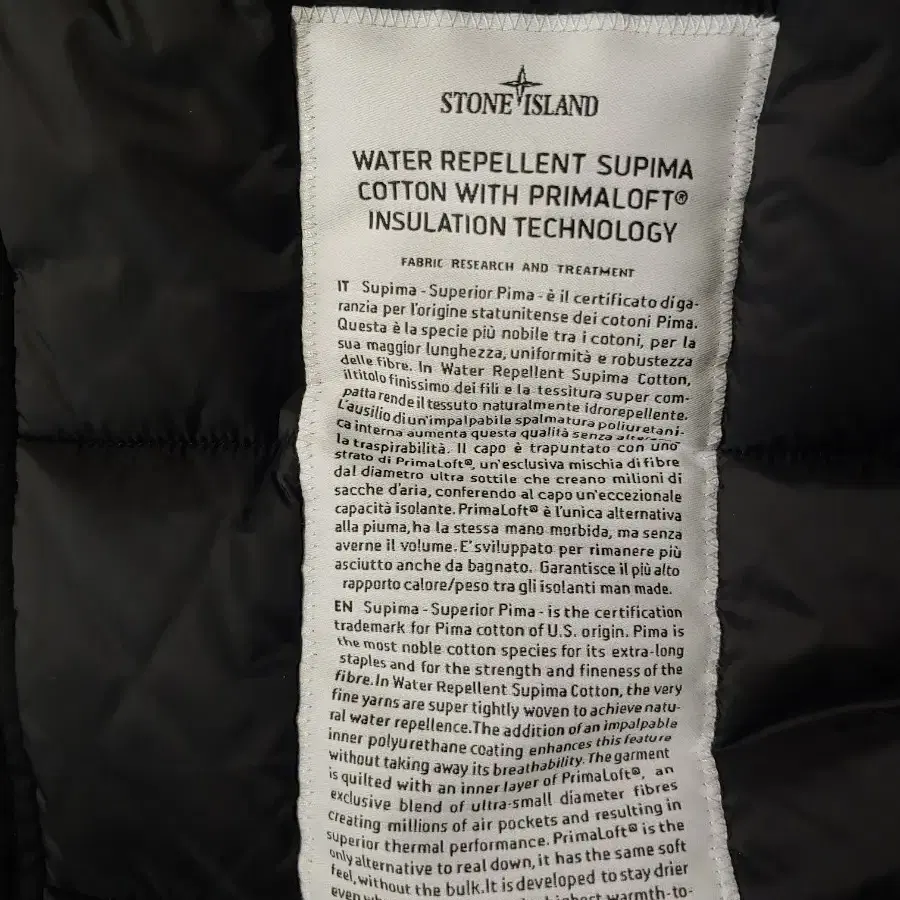 STONE ISLAND
WATER REPELLENT SUPIMA
COTTON WITH PRIMALOFT®
INSULATION TECHNOLOGY
FABRIC RESEARCH AND TREATMENT
IT Supima - Superior Pima - è il certificato di ga-
ranzia per l'origine statunitense dei cotoni Pima.
Questa è la specie più nobile tra i cotoni, per la
sua maggior lunghezza, uniformità e robustezza
delle fibre. In Water Repellent Supima Cotton,
il titolo finissimo dei fili e la tessitura super com-
patta rende il tessuto naturalmente idrorepellente.
L'ausilio di un'impalpabile spalmatura poliuretani-
ca interna aumenta questa qualità senza
la traspirabilità. Il capo è trapuntato con uno
strato di PrimaLoft®, un'esclusiva mischia di fibre
dal diametro ultra sottile che creano milioni di
sacche d'aria, conferendo al capo un'eccezionale
capacità isolante. PrimaLoft® è l'unica alternativa
alla piuma, ha la stessa mano morbida, ma senza
averne il volume. E' sviluppato per rimanere più
asciutto anche da bagnato. Garantisce il più alto
rapporto calore/peso tra gli isolanti man made.
EN Supima - Superior Pima - is the certification
trademark for Pima cotton of U.S. origin. Pima is
the most noble cotton species for its extra-long
staples and for the strength and fineness of the
fibre. In Water Repellent Supima Cotton, the very
fine yarns are super tightly woven to achieve natu-
ral water repellence. The addition of an impalpable
inner polyurethane coating enhances this feature
without taking away its breathability. The garment
is quilted with an inner layer of PrimaLoft®, an
exclusive blend of ultra-small diameter fibres
creating millions of air pockets and resulting in
superior thermal performance. PrimaLoft® is the
only alternative to real down, it has the same soft
feel, without the bulk. It is developed to stay drier
even warmth-to-